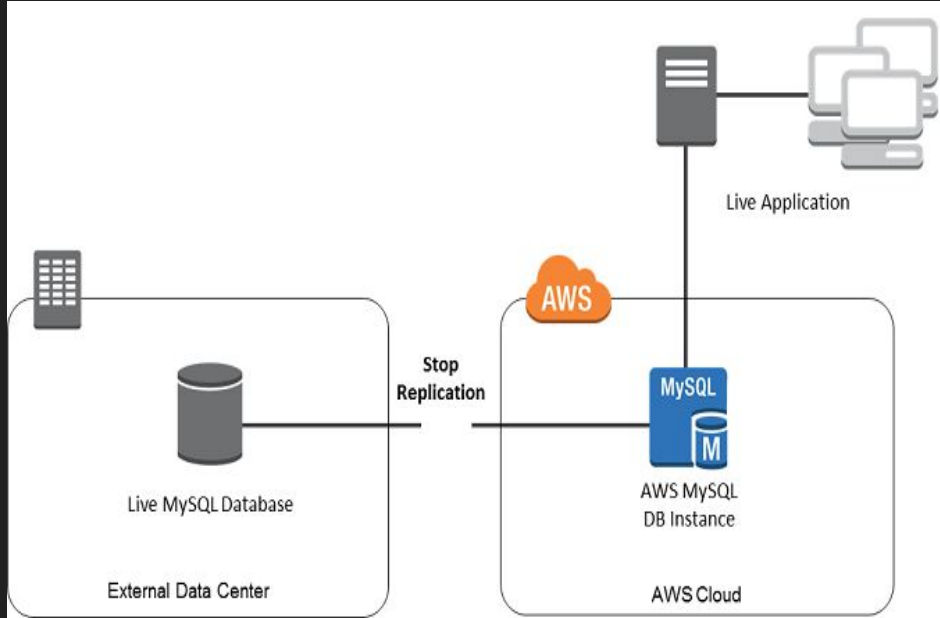 Live Application
AWS
Stop
Replication
MySQL
M
Live MySQL Database
AWS MySQL
DB Instance
External Data Center
AWS Cloud